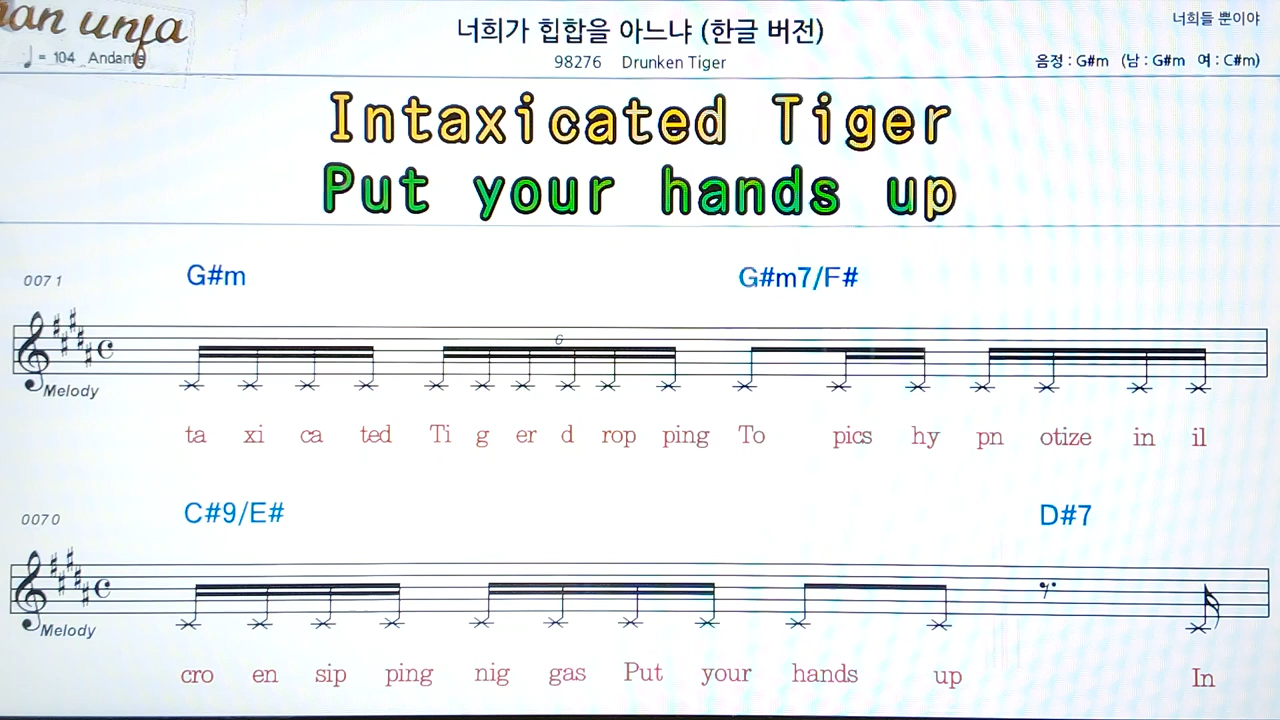 너희가 힙합을 아느냐 (한글 버전)
너희들 뿐이야
= 104 Andante
98276 Drunken Tiger
음정 : G#m (남 : G#m 여 : C#m)
Intaxicated Tiger
Put your hands up
0071 G#m G#m7/F#
6
Melody
ta xi ca ted Ti g er d rop ping To pics hy pn otize in il
0070 C#9/E# D#7
Melody
cro en sip ping nig gas Put your hands up In